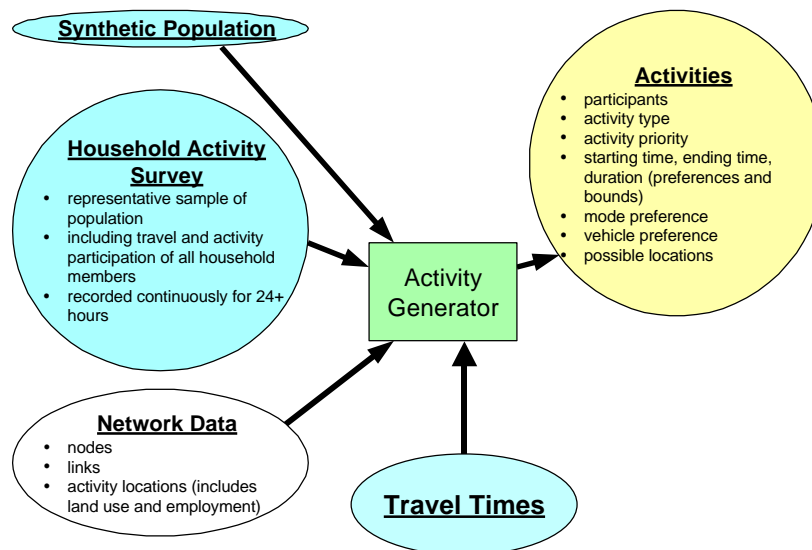 Synthetic Population
Household Activity
Survey
• representative sample of
population
• including travel and activity
participation of all household
members
• recorded continuously for 24+
hours
Network Data
• nodes
• links
• activity locations (includes
land use and employment)
Travel Times
Activity
Generator
Activities
• participants
• activity type
• activity priority
• starting time, ending time,
duration (preferences and
bounds)
• mode preference
• vehicle preference
• possible locations